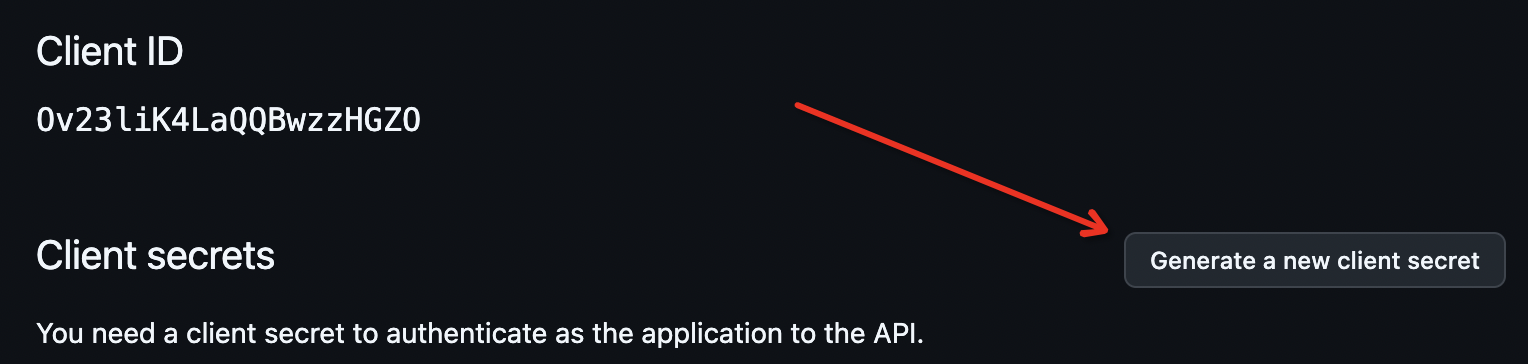 Client ID
Ov23liK4LaQQBwzzHGZO
Client secrets
Generate a new client secret
You need a client secret to authenticate as the application to the API.